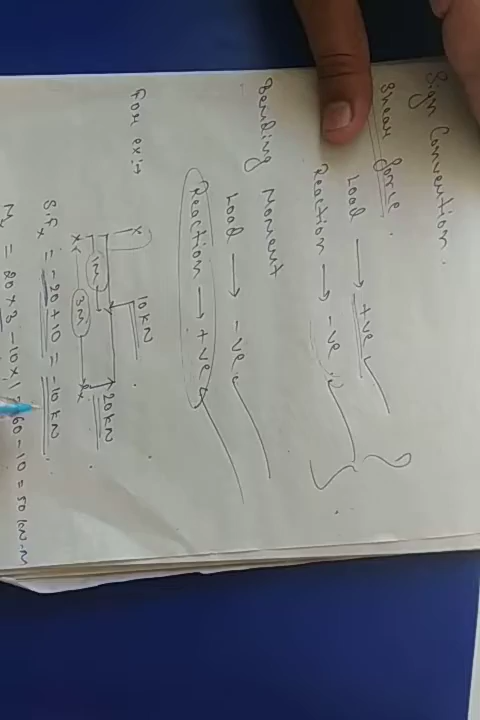 Sign Convention.
Shear force.
Load → +ve
Reaction → -ve
Bending Moment
Load → -ve
Reaction → +ve
For ex:→
10 kN
20 kN
1M
3M
S.Fx = -20+10 = -10 kN
Mx = 20×3 - 10×1 = 60-10 = 50 kN-M